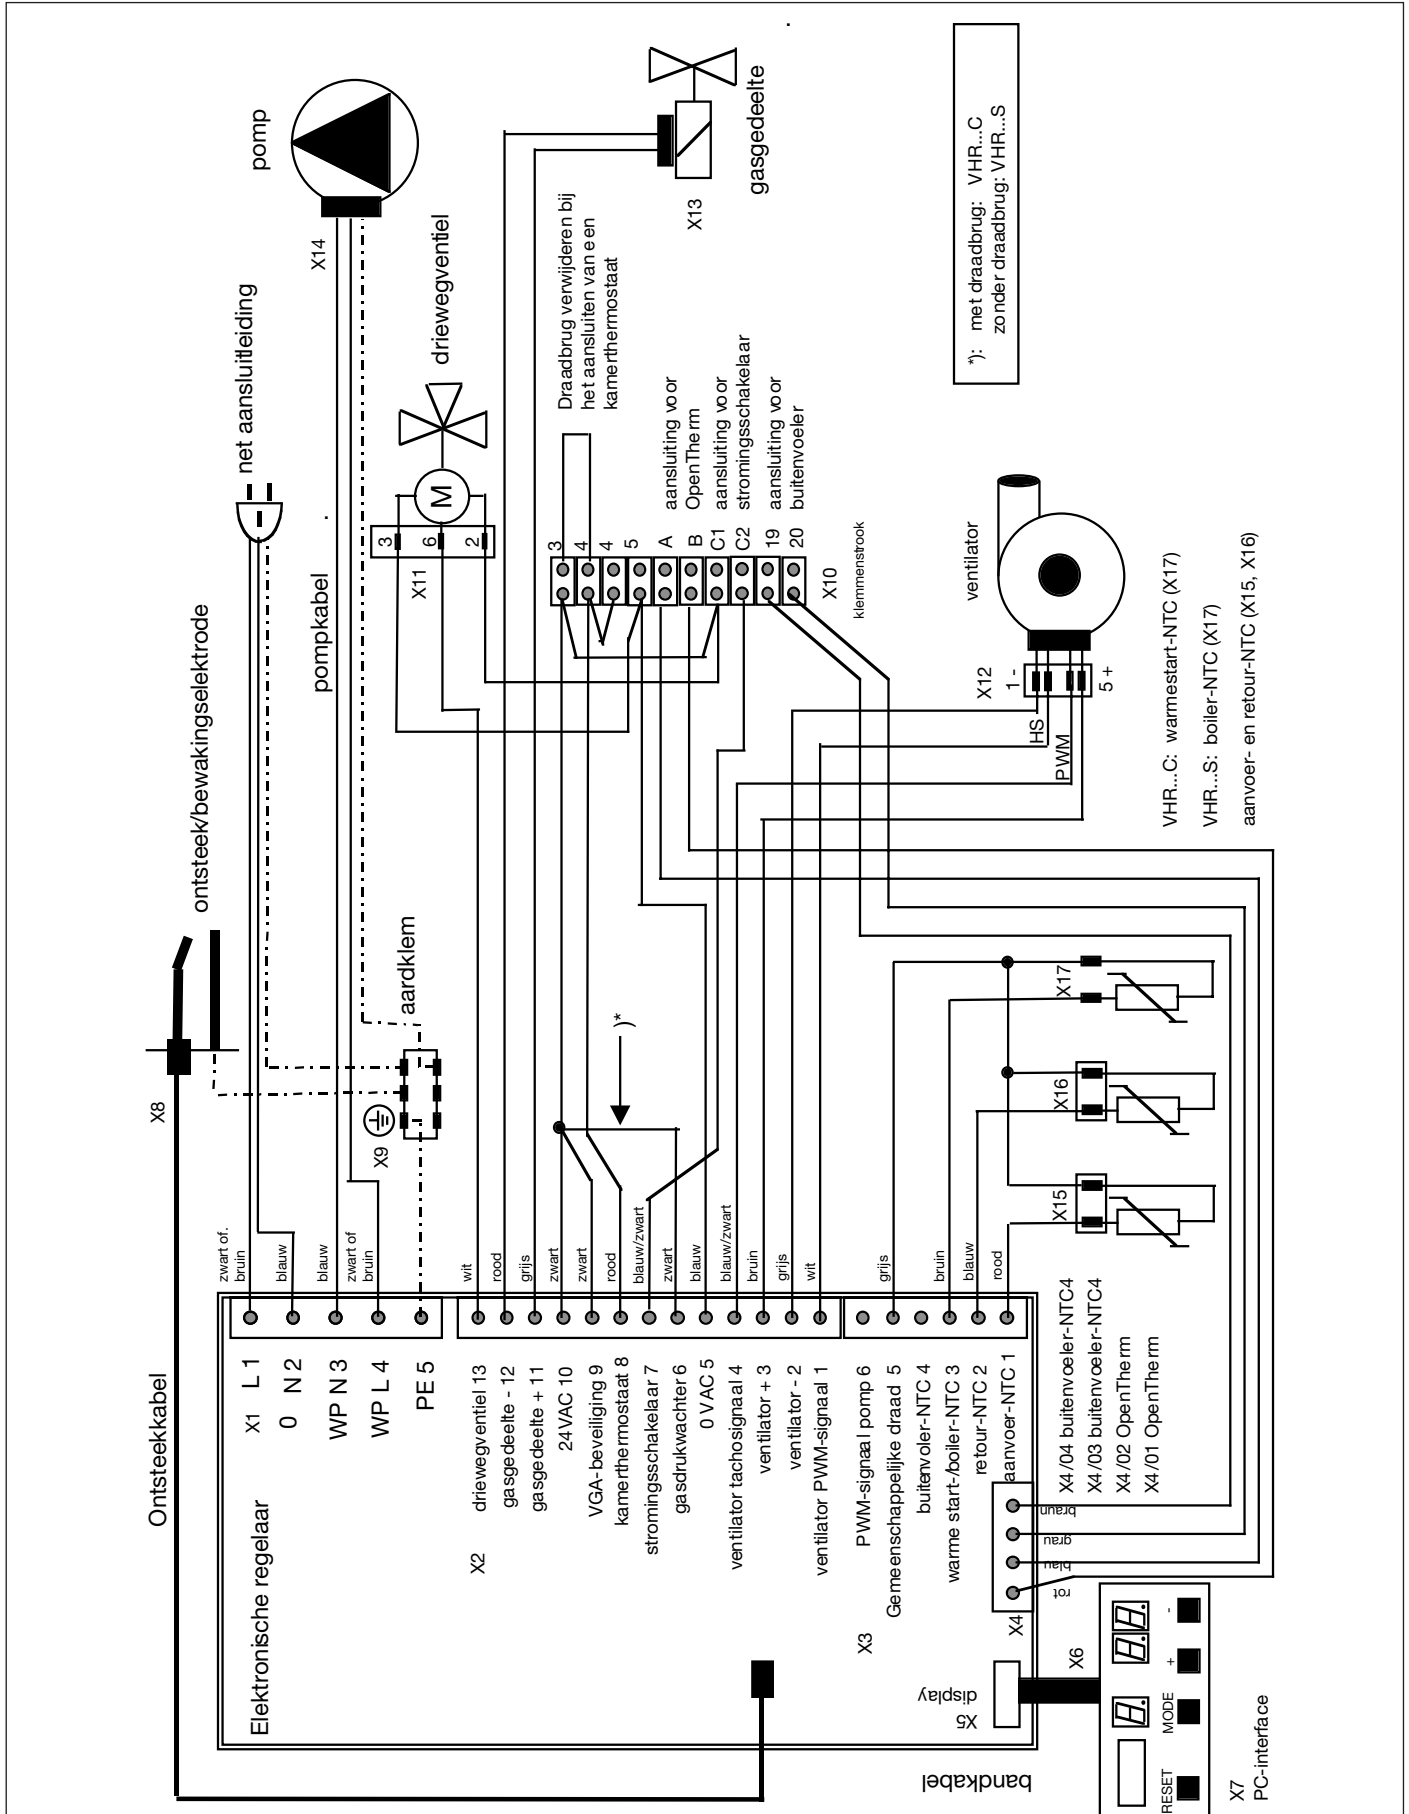 Ontsteekkabel
X8
ontsteek/bewakingselektrode
net aansluitleiding
pomp
X14
pompkabel
aardklem
X9
driewegventiel
X11
3
6
2
M
gasgedeelte
X13
Draadbrug verwijderen bij
het aansluiten van een
kamerthermostaat
3
4
4
5
A
B
C1
C2
19
20
aansluiting voor
OpenTherm
aansluiting voor
stromingsschakelaar
aansluiting voor
buitenvoeler
X10
klemmenstrook
*): met draadbrug: VHR...C
zonder draadbrug: VHR...S
ventilator
X12
1 -
5 +
HS
PWM
VHR...C: warmestart-NTC (X17)
VHR...S: boiler-NTC (X17)
aanvoer- en retour-NTC (X15, X16)
X17
X16
X15
)*
zwart of.
bruin
blauw
blauw
zwart of
bruin
wit
rood
grijs
zwart
zwart
rood
blauw/zwart
zwart
blauw
blauw/zwart
bruin
grijs
wit
grijs
bruin
blauw
rood
Elektronische regelaar
X1 L 1
0 N 2
WP N 3
WP L 4
PE 5
X2
driewegventiel 13
gasgedeelte - 12
gasgedeelte + 11
24VAC 10
VGA-beveiliging 9
kamerthermostaat 8
stromingsschakelaar 7
gasdrukwachter 6
0 VAC 5
ventilator tachosignaal 4
ventilator + 3
ventilator - 2
ventilator PWM-signaal 1
X3
PWM-signaal pomp 6
Gemeenschappelijke draad 5
buitenvoler-NTC 4
warme start-/boiler-NTC 3
retour-NTC 2
aanvoer-NTC 1
X4/04 buitenvoeler-NTC4
X4/03 buitenvoeler-NTC4
X4/02 OpenTherm
X4/01 OpenTherm
braun
grau
blau
rot
X4
X5
display
X6
bandkabel
RESET
MODE
+
-
8.
8.
8.
X7
PC-interface